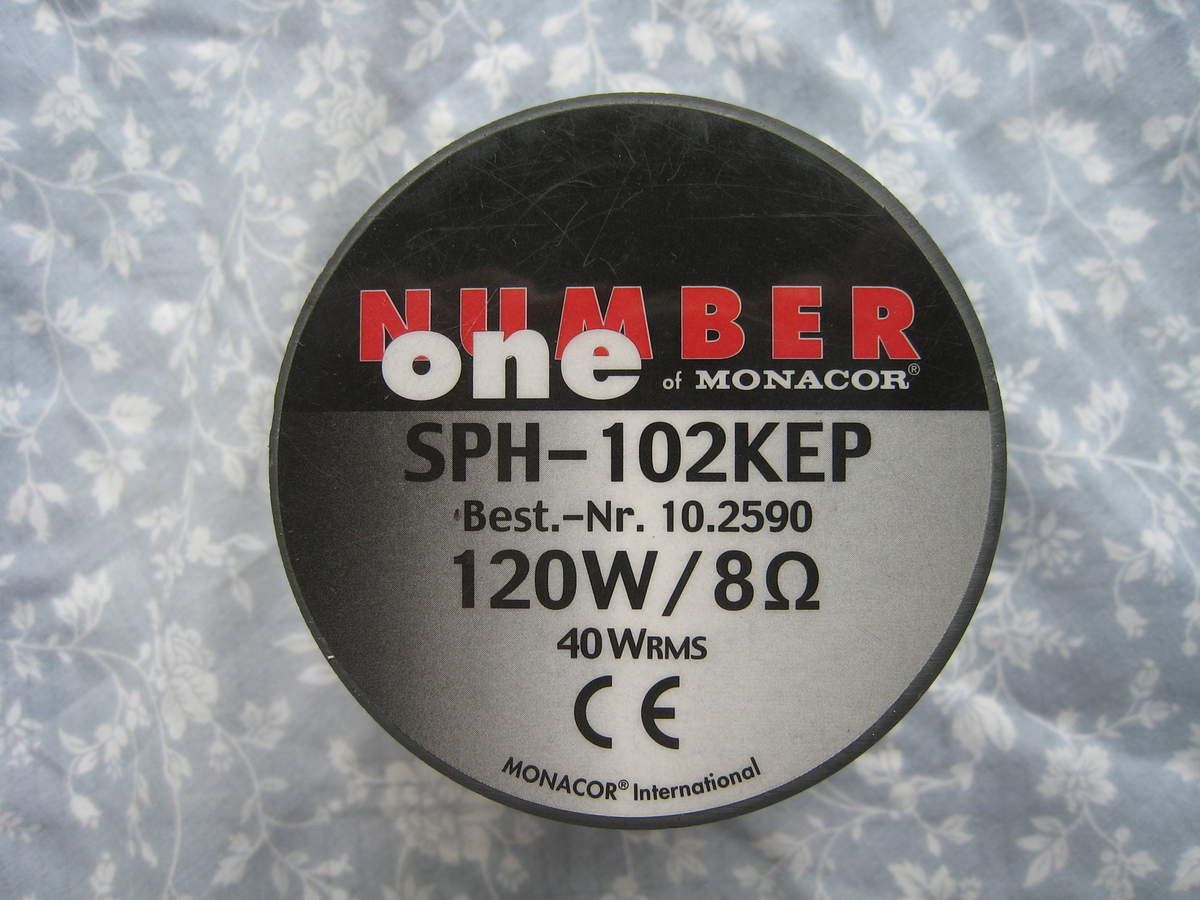 NUMBER
one of MONACOR®
SPH-102KEP
Best.-Nr. 10.2590
120W/8Ω
40 WRMS
CE
MONACOR® International